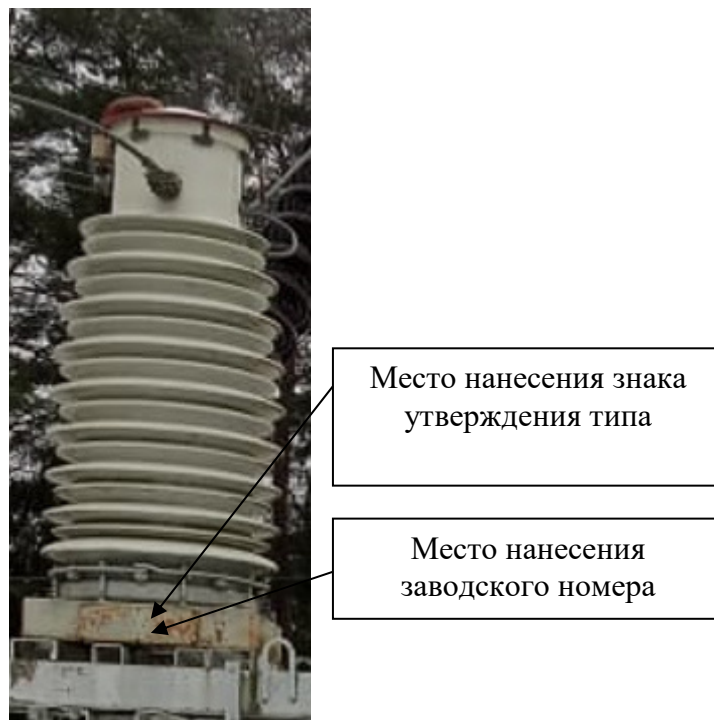 Место нанесения знака
утверждения типа
Место нанесения
заводского номера